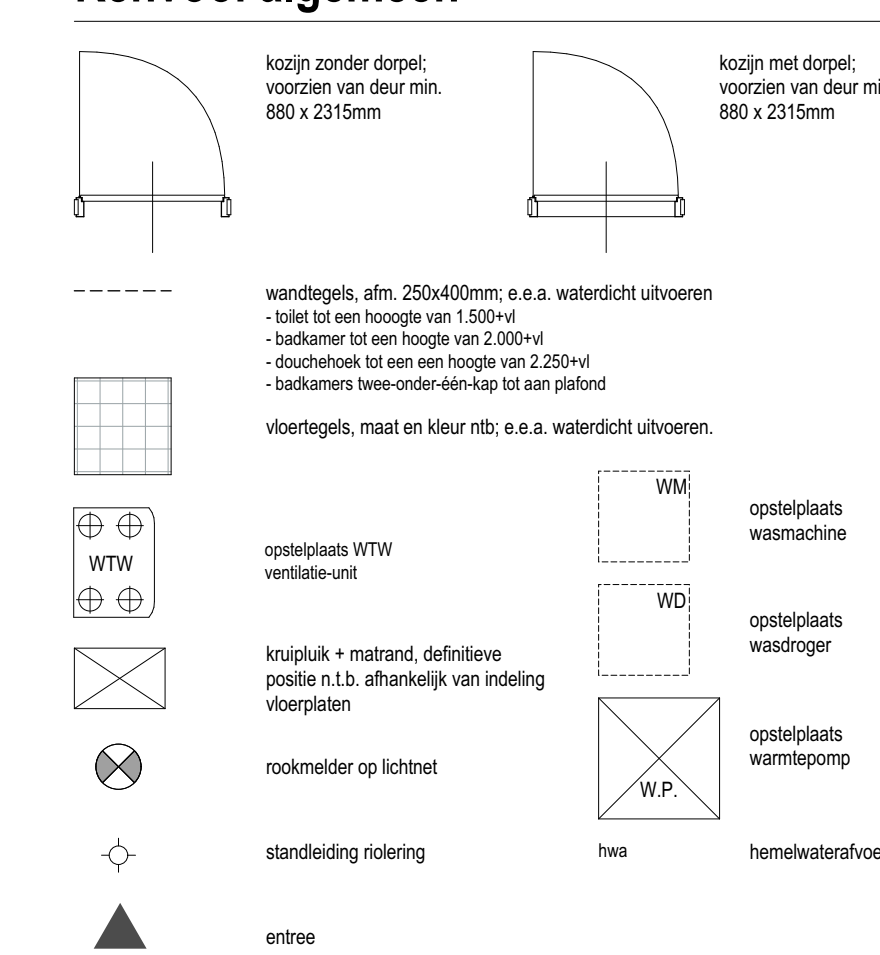 kozijn zonder dorpel;
voorzien van deur min.
880 x 2315mm
kozijn met dorpel;
voorzien van deur
880 x 2315mm
wandtegels, afm. 250x400mm; e.e.a. waterdicht uitvoeren
- toilet tot een hooogte van 1.500+vl
- badkamer tot een hoogte van 2.000+vl
- douchehoek tot een een hoogte van 2.250+vl
- badkamers twee-onder-één-kap tot aan plafond
vloertegels, maat en kleur ntb; e.e.a. waterdicht uitvoeren.
WTW
opstelplaats WTW
ventilatie-unit
WM
opstelplaats
wasmachine
WD
opstelplaats
wasdroger
kruipluik + matrand, definitieve
positie n.t.b. afhankelijk van indeling
vloerplaten
W.P.
opstelplaats
warmtepomp
rookmelder op lichtnet
standleiding riolering
hwa
entree